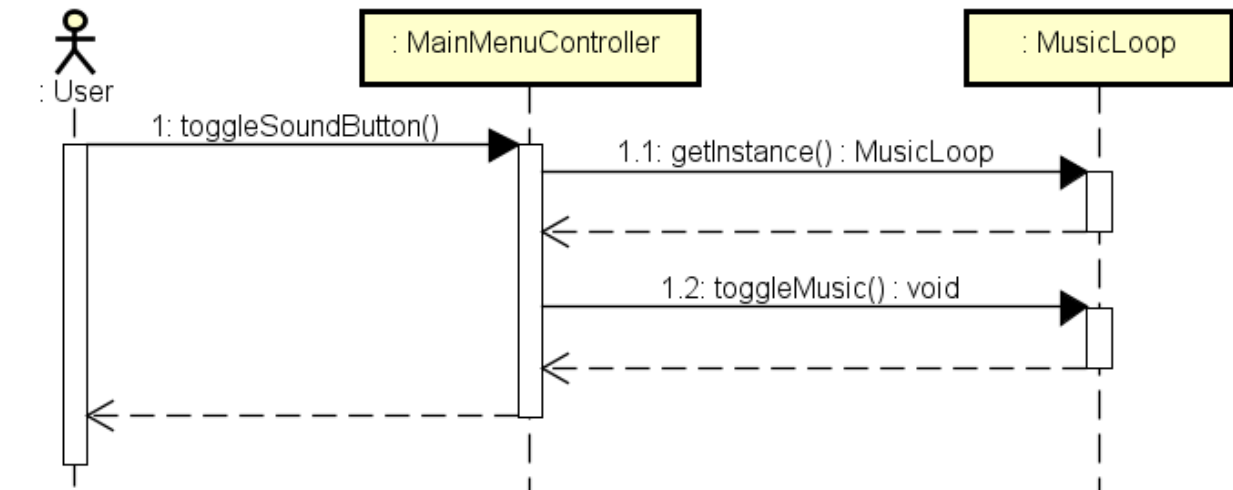 : User
: MainMenuController
: MusicLoop
1: toggleSoundButton()
1.1: getInstance() : MusicLoop
1.2: toggleMusic() : void